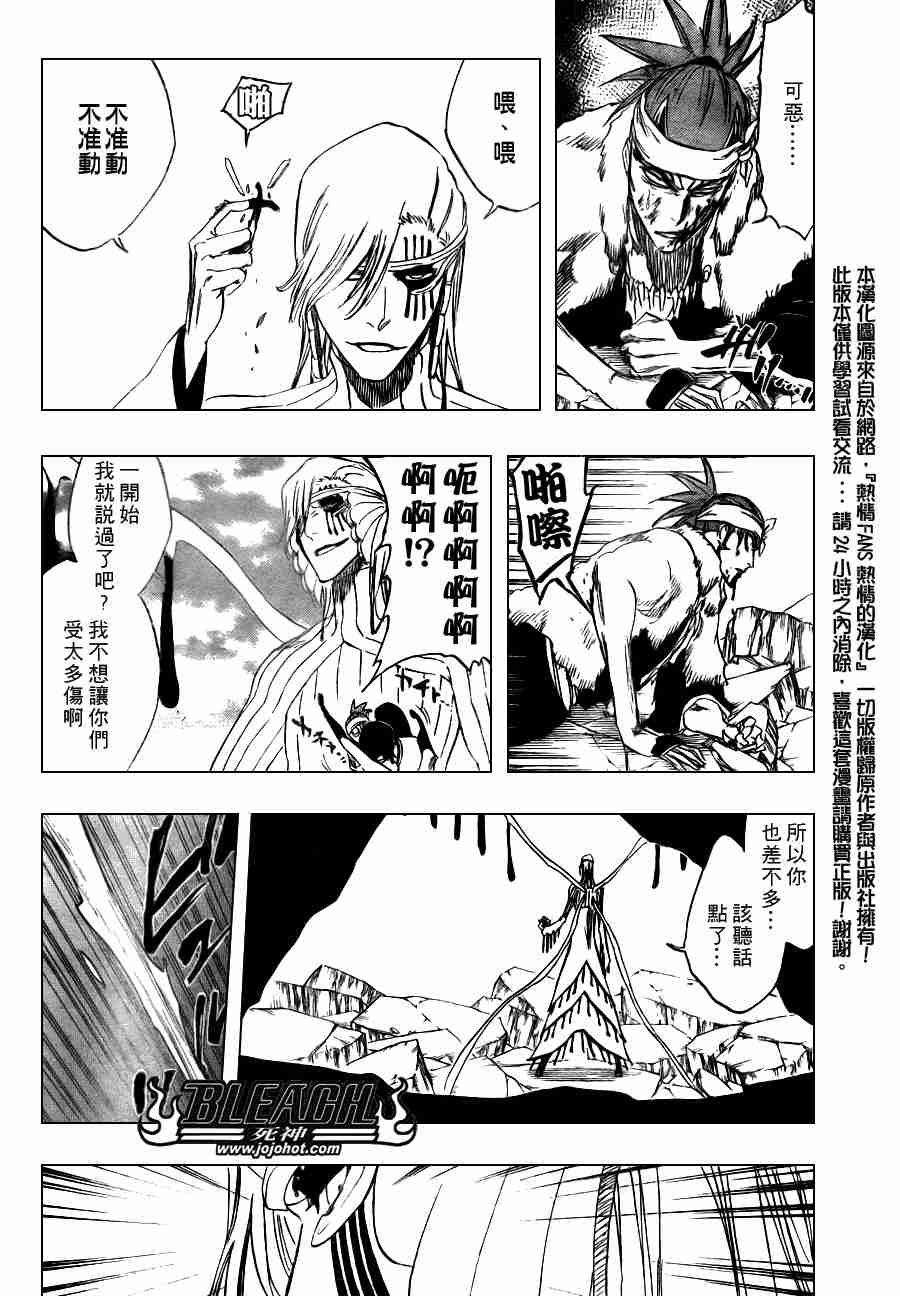 可惡……
喂、喂
啪
不准動
不准動
啪嚓
呃啊啊啊啊
啊啊!?
一開始
我就説過了吧?
我不想讓你們
受太多傷啊
所以你
也差不多…
該聽話
點了…
BLEACH
死神
www.jojohot.com
本漢化圖源來自於網路，『熱情FANS熱情的漢化』一切版權歸原作者與出版社擁有！
此版本僅供學習試看交流…請24小時之內消除，喜歡這套漫畫請購買正版！謝謝。